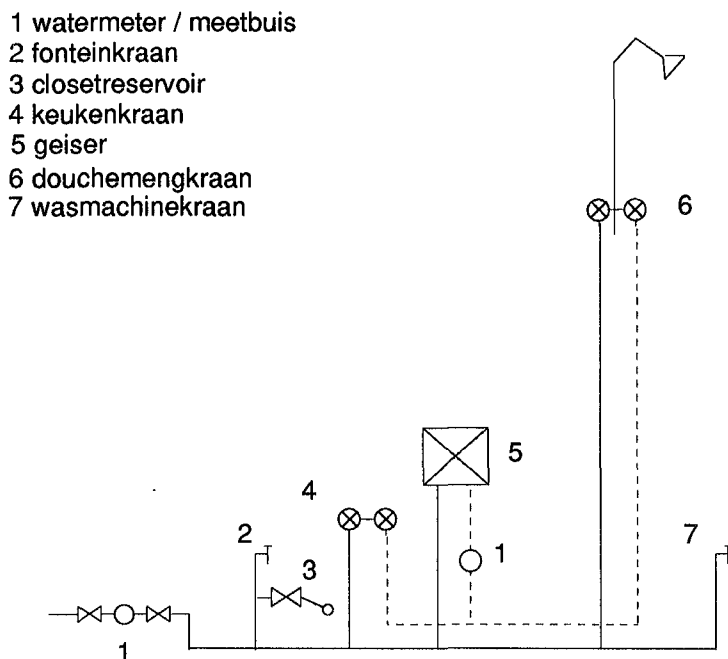 1 watermeter / meetbuis
2 fonteinkraan
3 closetreservoir
4 keukenkraan
5 geiser
6 douchemengkraan
7 wasmachinekraan
6
5
4
2
3
1
7
1